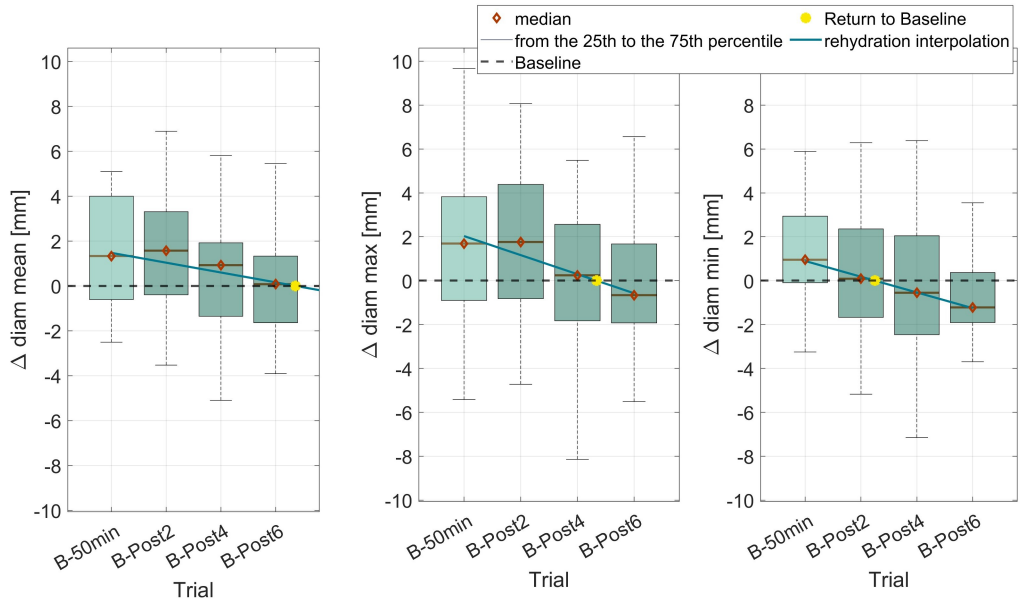 median
Return to Baseline
from the 25th to the 75th percentile
rehydration interpolation
Baseline
Δ diam mean [mm]
10
8
6
4
2
0
-2
-4
-6
-8
-10
B-50min
B-Post2
B-Post4
B-Post6
Trial
Δ diam max [mm]
10
8
6
4
2
0
-2
-4
-6
-8
-10
B-50min
B-Post2
B-Post4
B-Post6
Trial
Δ diam min [mm]
10
8
6
4
2
0
-2
-4
-6
-8
-10
B-50min
B-Post2
B-Post4
B-Post6
Trial